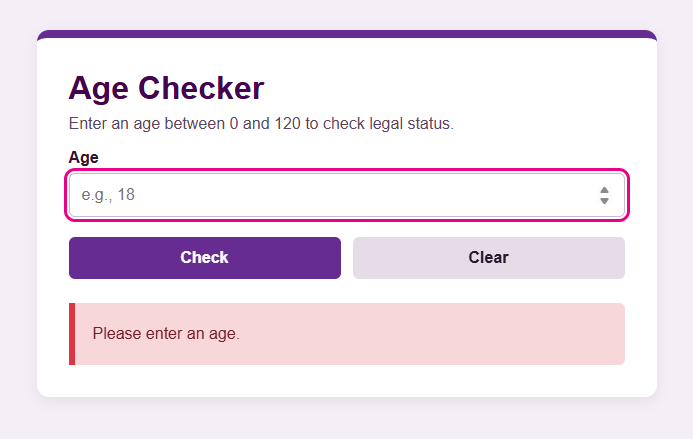 Age Checker
Enter an age between 0 and 120 to check legal status.
Age
e.g., 18
Check
Clear
Please enter an age.